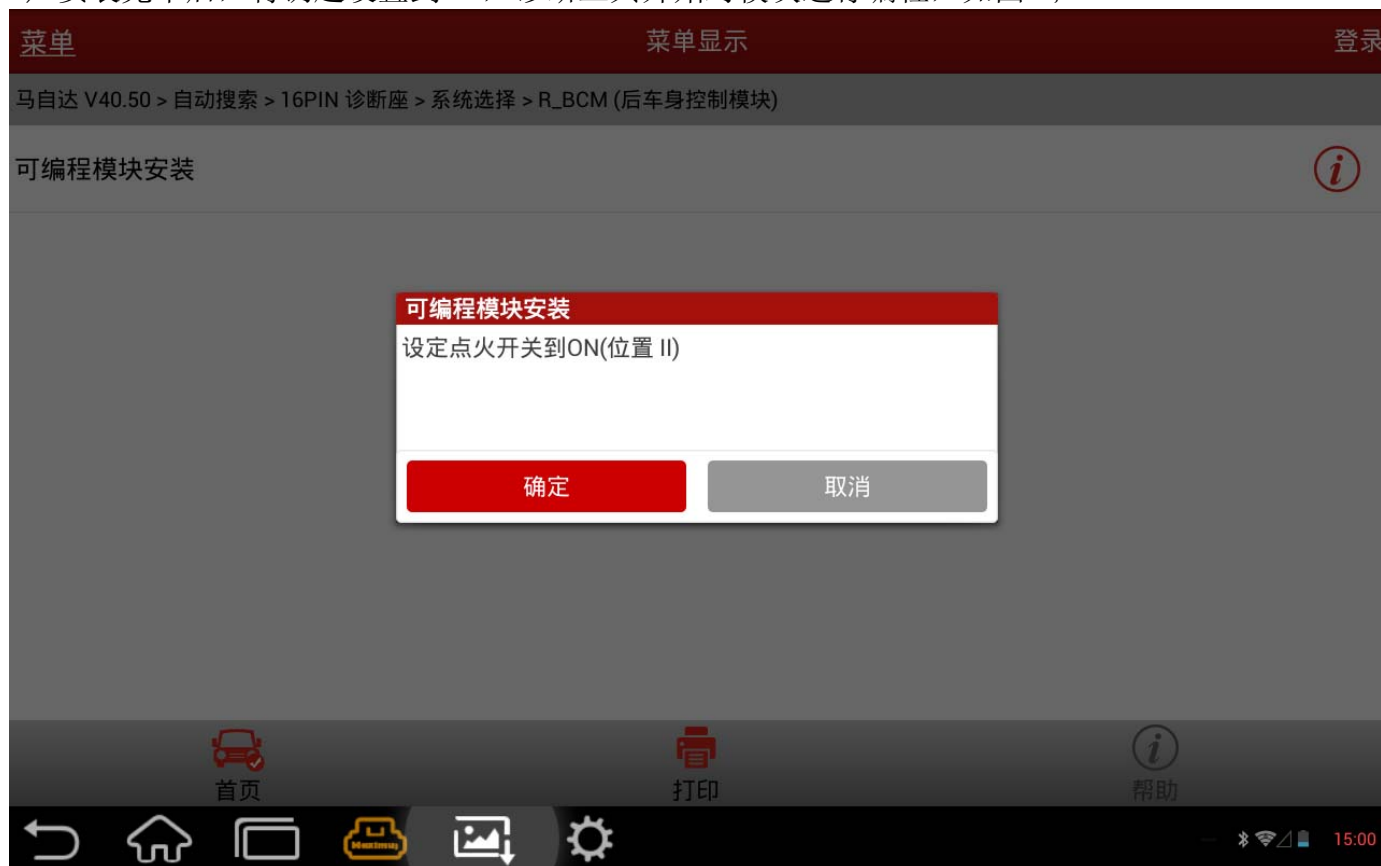 菜单
菜单显示
登录
马自达 V40.50 > 自动搜索 > 16PIN 诊断座 > 系统选择 > R_BCM (后车身控制模块)
可编程模块安装
可编程模块安装
设定点火开关到ON(位置 II)
确定
取消
首页
打印
帮助
15:00